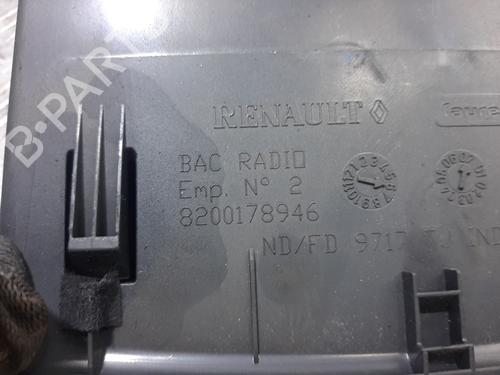 RENAULT
BAC RADIO
Emp. N° 2
8200178946
ND/FD 9717
B-PARTS